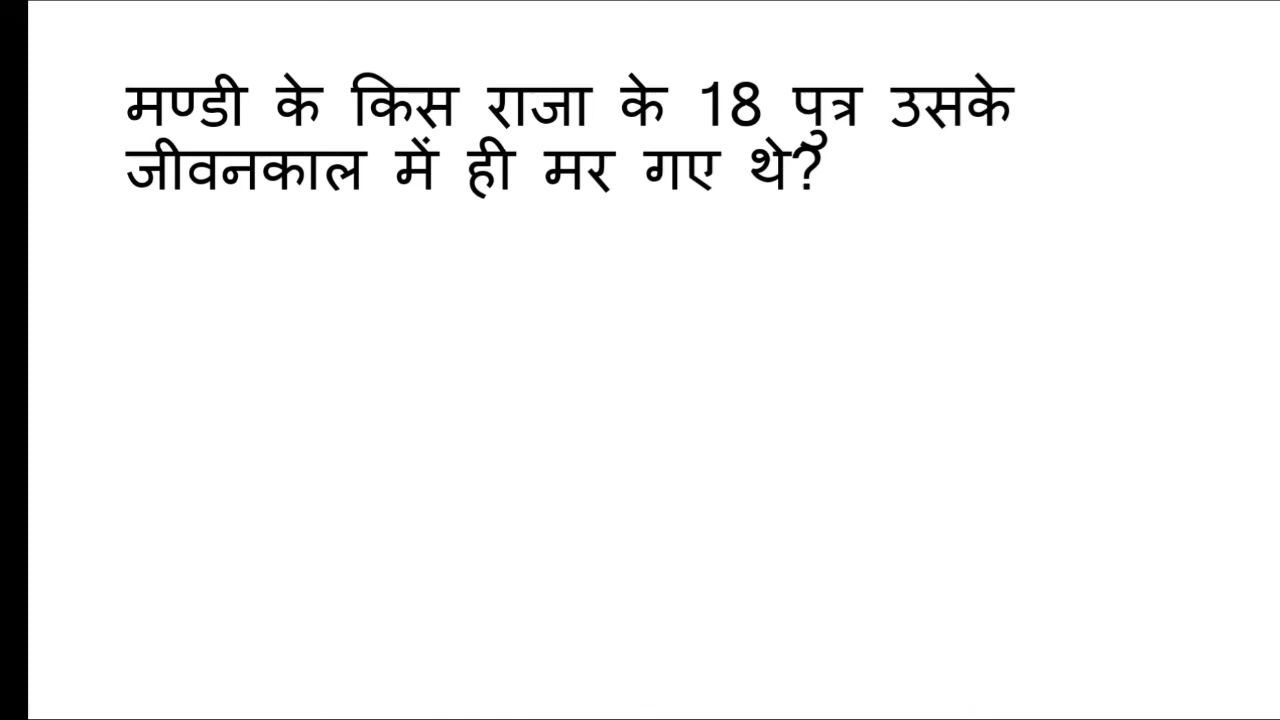 मण्डी के किस राजा के 18 पुत्र उसके
जीवनकाल में ही मर गए थे?